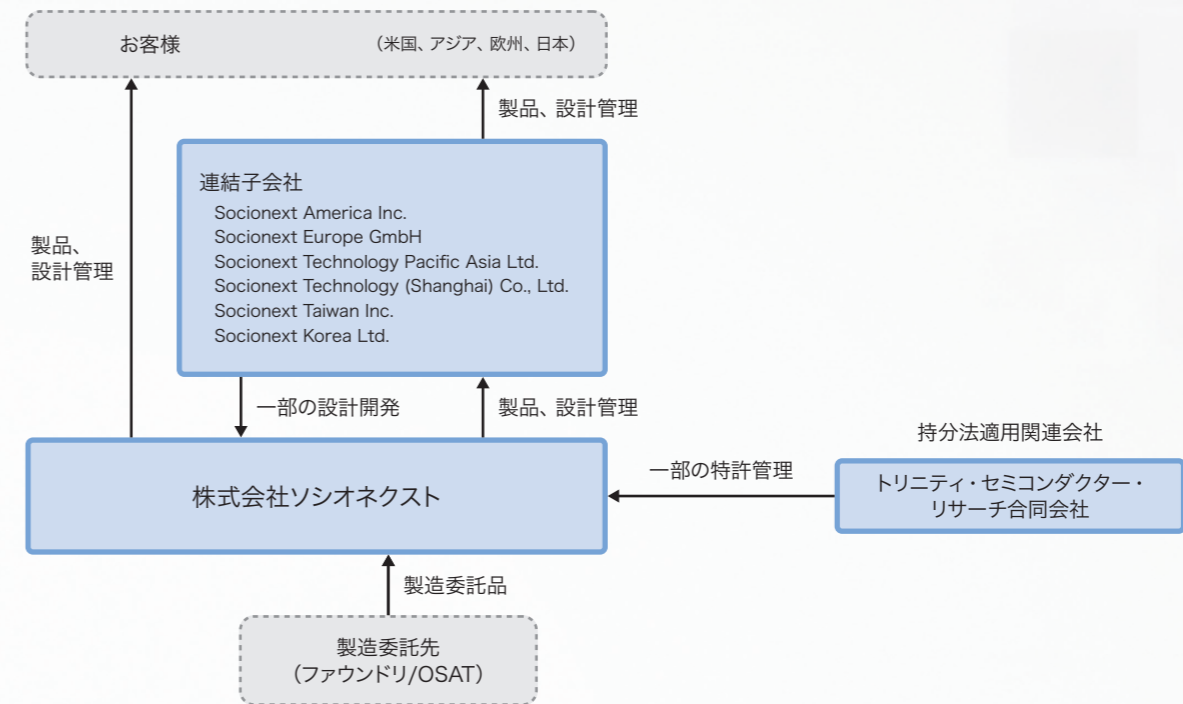 お客様
（米国、アジア、欧州、日本）
製品、設計管理
連結子会社
Socionext America Inc.
Socionext Europe GmbH
Socionext Technology Pacific Asia Ltd.
Socionext Technology (Shanghai) Co., Ltd.
Socionext Taiwan Inc.
Socionext Korea Ltd.
製品、
設計管理
一部の設計開発
製品、設計管理
株式会社ソシオネクスト
一部の特許管理
持分法適用関連会社
トリニティ・セミコンダクター・
リサーチ合同会社
製造委託品
製造委託先
（ファウンドリ/OSAT）